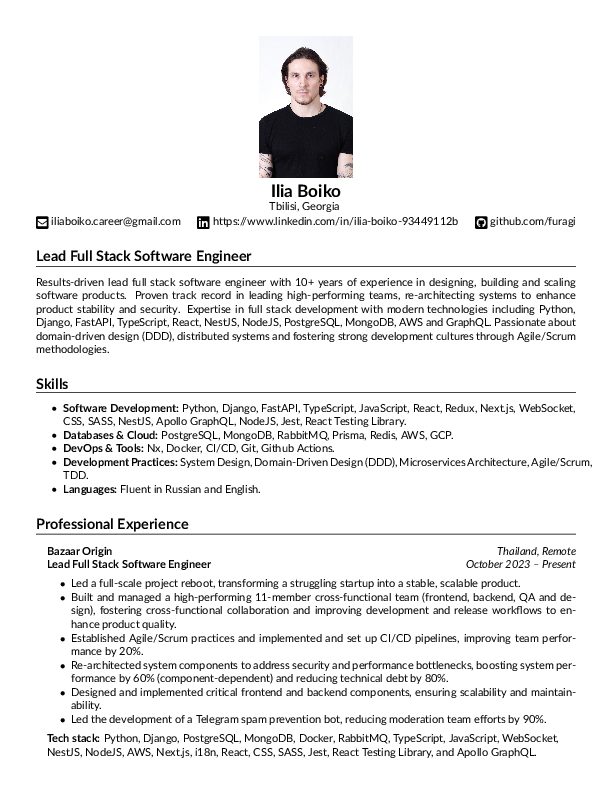 Ilia Boiko
Tbilisi, Georgia
iliaboiko.career@gmail.com https://www.linkedin.com/in/ilia-boiko-93449112b github.com/furagi
Lead Full Stack Software Engineer
Results-driven lead full stack software engineer with 10+ years of experience in designing, building and scaling
software products. Proven track record in leading high-performing teams, re-architecting systems to enhance
product stability and security. Expertise in full stack development with modern technologies including Python,
Django, FastAPI, TypeScript, React, NestJS, NodeJS, PostgreSQL, MongoDB, AWS and GraphQL. Passionate about
domain-driven design (DDD), distributed systems and fostering strong development cultures through Agile/Scrum
methodologies.
Skills
• Software Development: Python, Django, FastAPI, TypeScript, JavaScript, React, Redux, Next.js, WebSocket,
CSS, SASS, NestJS, Apollo GraphQL, NodeJS, Jest, React Testing Library.
• Databases & Cloud: PostgreSQL, MongoDB, RabbitMQ, Prisma, Redis, AWS, GCP.
• DevOps & Tools: Nx, Docker, CI/CD, Git, Github Actions.
• Development Practices: System Design, Domain-Driven Design (DDD), Microservices Architecture, Agile/Scrum,
TDD.
• Languages: Fluent in Russian and English.
Professional Experience
Bazaar Origin Thailand, Remote
Lead Full Stack Software Engineer October 2023 – Present
• Led a full-scale project reboot, transforming a struggling startup into a stable, scalable product.
• Built and managed a high-performing 11-member cross-functional team (frontend, backend, QA and de-
sign), fostering cross-functional collaboration and improving development and release workflows to en-
hance product quality.
• Established Agile/Scrum practices and implemented and set up CI/CD pipelines, improving team perfor-
mance by 20%.
• Re-architected system components to address security and performance bottlenecks, boosting system per-
formance by 60% (component-dependent) and reducing technical debt by 80%.
• Designed and implemented critical frontend and backend components, ensuring scalability and maintain-
ability.
• Led the development of a Telegram spam prevention bot, reducing moderation team efforts by 90%.
Tech stack: Python, Django, PostgreSQL, MongoDB, Docker, RabbitMQ, TypeScript, JavaScript, WebSocket,
NestJS, NodeJS, AWS, Next.js, i18n, React, CSS, SASS, Jest, React Testing Library, and Apollo GraphQL.